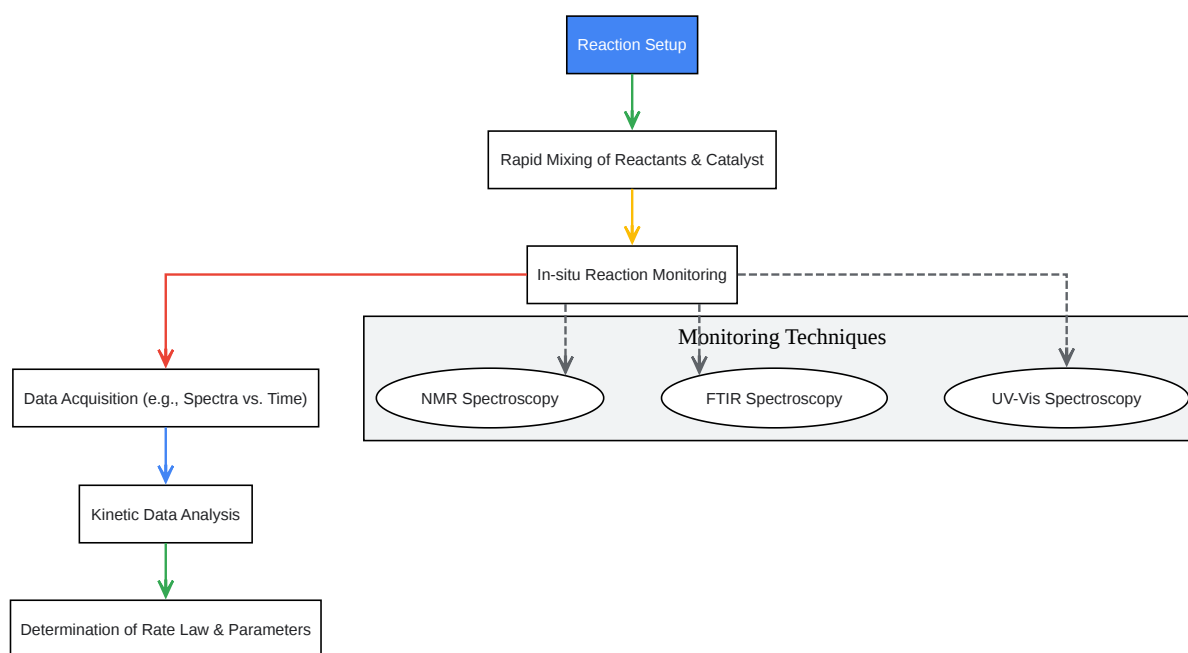 Reaction Setup
Rapid Mixing of Reactants & Catalyst
In-situ Reaction Monitoring
Monitoring Techniques
Data Acquisition (e.g., Spectra vs. Time)
NMR Spectroscopy
FTIR Spectroscopy
UV-Vis Spectroscopy
Kinetic Data Analysis
Determination of Rate Law & Parameters